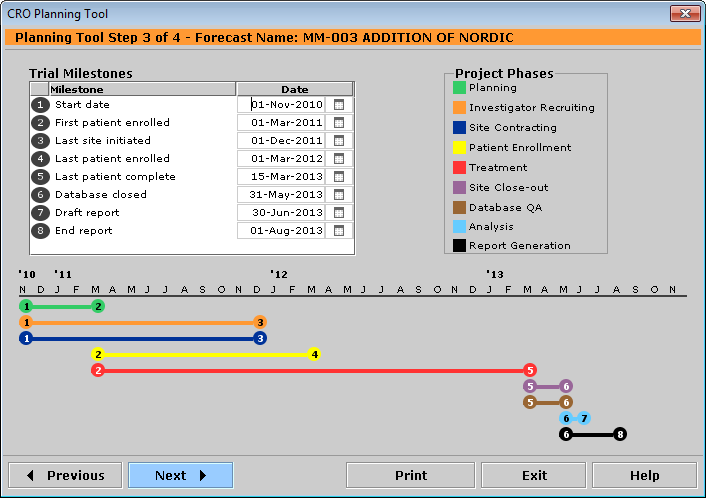 CRO Planning Tool
Planning Tool Step 3 of 4 - Forecast Name: MM-003 ADDITION OF NORDIC
Trial Milestones
Milestone Date
1 Start date 01-Nov-2010
2 First patient enrolled 01-Mar-2011
3 Last site initiated 01-Dec-2011
4 Last patient enrolled 01-Mar-2012
5 Last patient complete 15-Mar-2013
6 Database closed 31-May-2013
7 Draft report 30-Jun-2013
8 End report 01-Aug-2013
Project Phases
Planning
Investigator Recruiting
Site Contracting
Patient Enrollment
Treatment
Site Close-out
Database QA
Analysis
Report Generation
'10 '11 '12 '13
N D J F M A M J J A S O N D J F M A M J J A S O N D J F M A M J J A S O N
1 2
1 3
1 3
2 4
2 5
5 6
5 6
6 7
6 8
Previous Next Print Exit Help